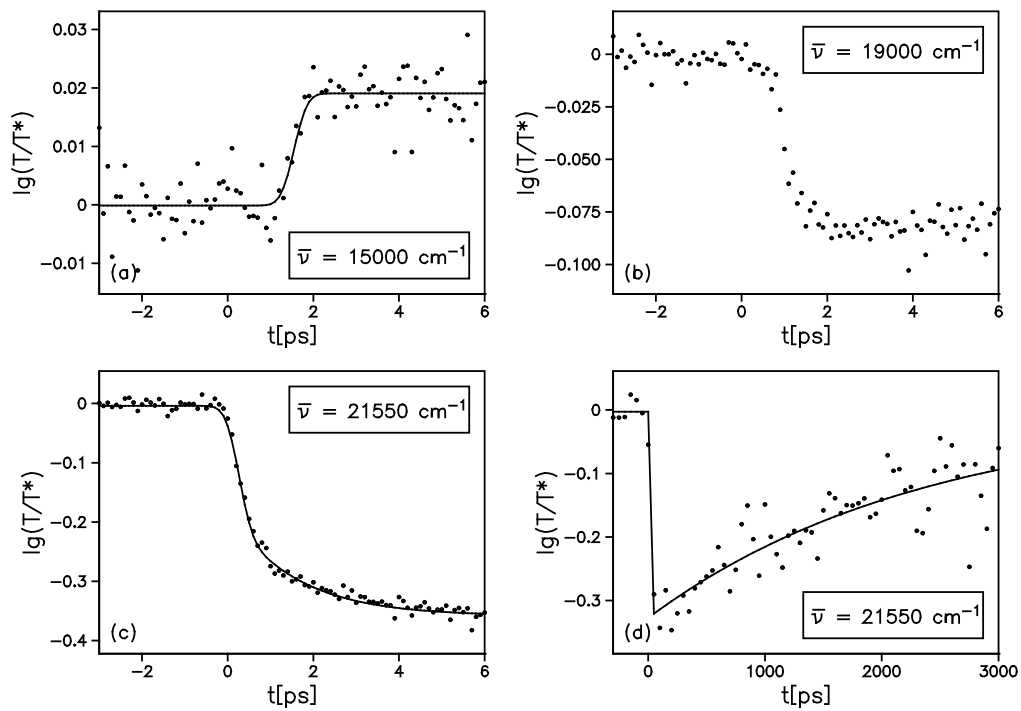 0.03
0.02
0.01
0
−0.01
lg(T/T*)
(a)
ν̅ = 15000 cm⁻¹
−2
0
2
4
6
t[ps]
0
−0.025
−0.050
−0.075
−0.100
lg(T/T*)
(b)
ν̅ = 19000 cm⁻¹
−2
0
2
4
6
t[ps]
0
−0.1
−0.2
−0.3
−0.4
lg(T/T*)
(c)
ν̅ = 21550 cm⁻¹
−2
0
2
4
6
t[ps]
0
−0.1
−0.2
−0.3
lg(T/T*)
(d)
ν̅ = 21550 cm⁻¹
0
1000
2000
3000
t[ps]